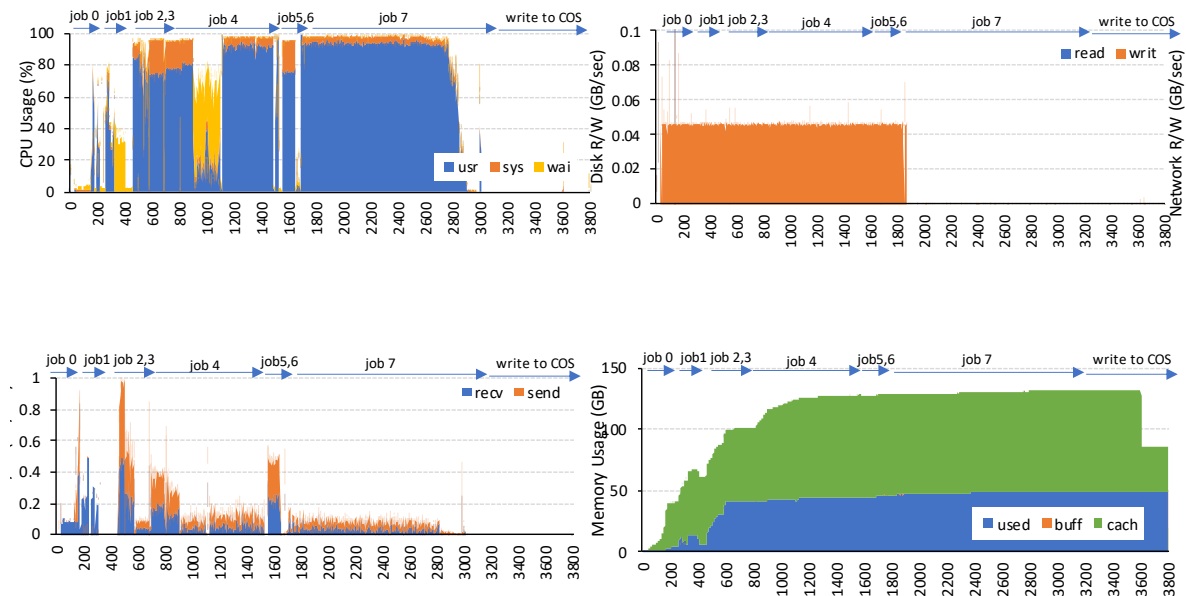 job 0 job1 job 2,3 job 4 job5,6 job 7 write to COS
100
80
60
40
20
0
CPU Usage (%)
usr sys wai
0 200 400 600 800 1000 1200 1400 1600 1800 2000 2200 2400 2600 2800 3000 3200 3400 3600 3800
job 0 job1 job 2,3 job 4 job5,6 job 7 write to COS
0.1
0.08
0.06
0.04
0.02
0
Disk R/W (GB/sec)
read writ
Network R/W (GB/sec)
0 200 400 600 800 1000 1200 1400 1600 1800 2000 2200 2400 2600 2800 3000 3200 3400 3600 3800
job 0 job1 job 2,3 job 4 job5,6 job 7 write to COS
1
0.8
0.6
0.4
0.2
0
recv send
0 200 400 600 800 1000 1200 1400 1600 1800 2000 2200 2400 2600 2800 3000 3200 3400 3600 3800
job 0 job1 job 2,3 job 4 job5,6 job 7 write to COS
150
100
50
0
Memory Usage (GB)
used buff cach
0 200 400 600 800 1000 1200 1400 1600 1800 2000 2200 2400 2600 2800 3000 3200 3400 3600 3800